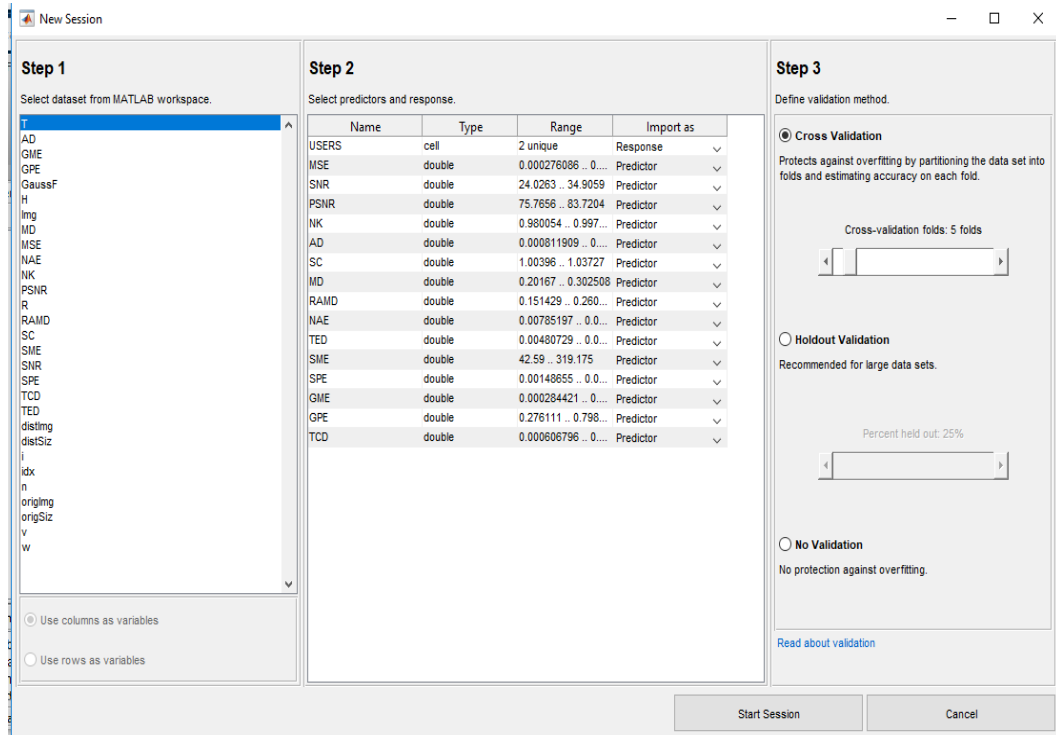 New Session
Step 1
Select dataset from MATLAB workspace.
T
AD
GME
GPE
GaussF
H
Img
MD
MSE
NAE
NK
PSNR
R
RAMD
SC
SME
SNR
SPE
TCD
TED
distImg
distSiz
i
idx
n
origImg
origSiz
v
w
Use columns as variables
Use rows as variables
Step 2
Select predictors and response.
Name Type Range Import as
USERS cell 2 unique Response
MSE double 0.000276086 .. 0.... Predictor
SNR double 24.0263 .. 34.9059 Predictor
PSNR double 75.7656 .. 83.7204 Predictor
NK double 0.980054 .. 0.997... Predictor
AD double 0.000811909 .. 0.... Predictor
SC double 1.00396 .. 1.03727 Predictor
MD double 0.20167 .. 0.302508 Predictor
RAMD double 0.151429 .. 0.260... Predictor
NAE double 0.00785197 .. 0.0... Predictor
TED double 0.00480729 .. 0.0... Predictor
SME double 42.59 .. 319.175 Predictor
SPE double 0.00148655 .. 0.0... Predictor
GME double 0.000284421 .. 0.... Predictor
GPE double 0.276111 .. 0.798... Predictor
TCD double 0.000606796 .. 0.... Predictor
Step 3
Define validation method.
Cross Validation
Protects against overfitting by partitioning the data set into
folds and estimating accuracy on each fold.
Cross-validation folds: 5 folds
Holdout Validation
Recommended for large data sets.
Percent held out: 25%
No Validation
No protection against overfitting.
Read about validation
Start Session
Cancel